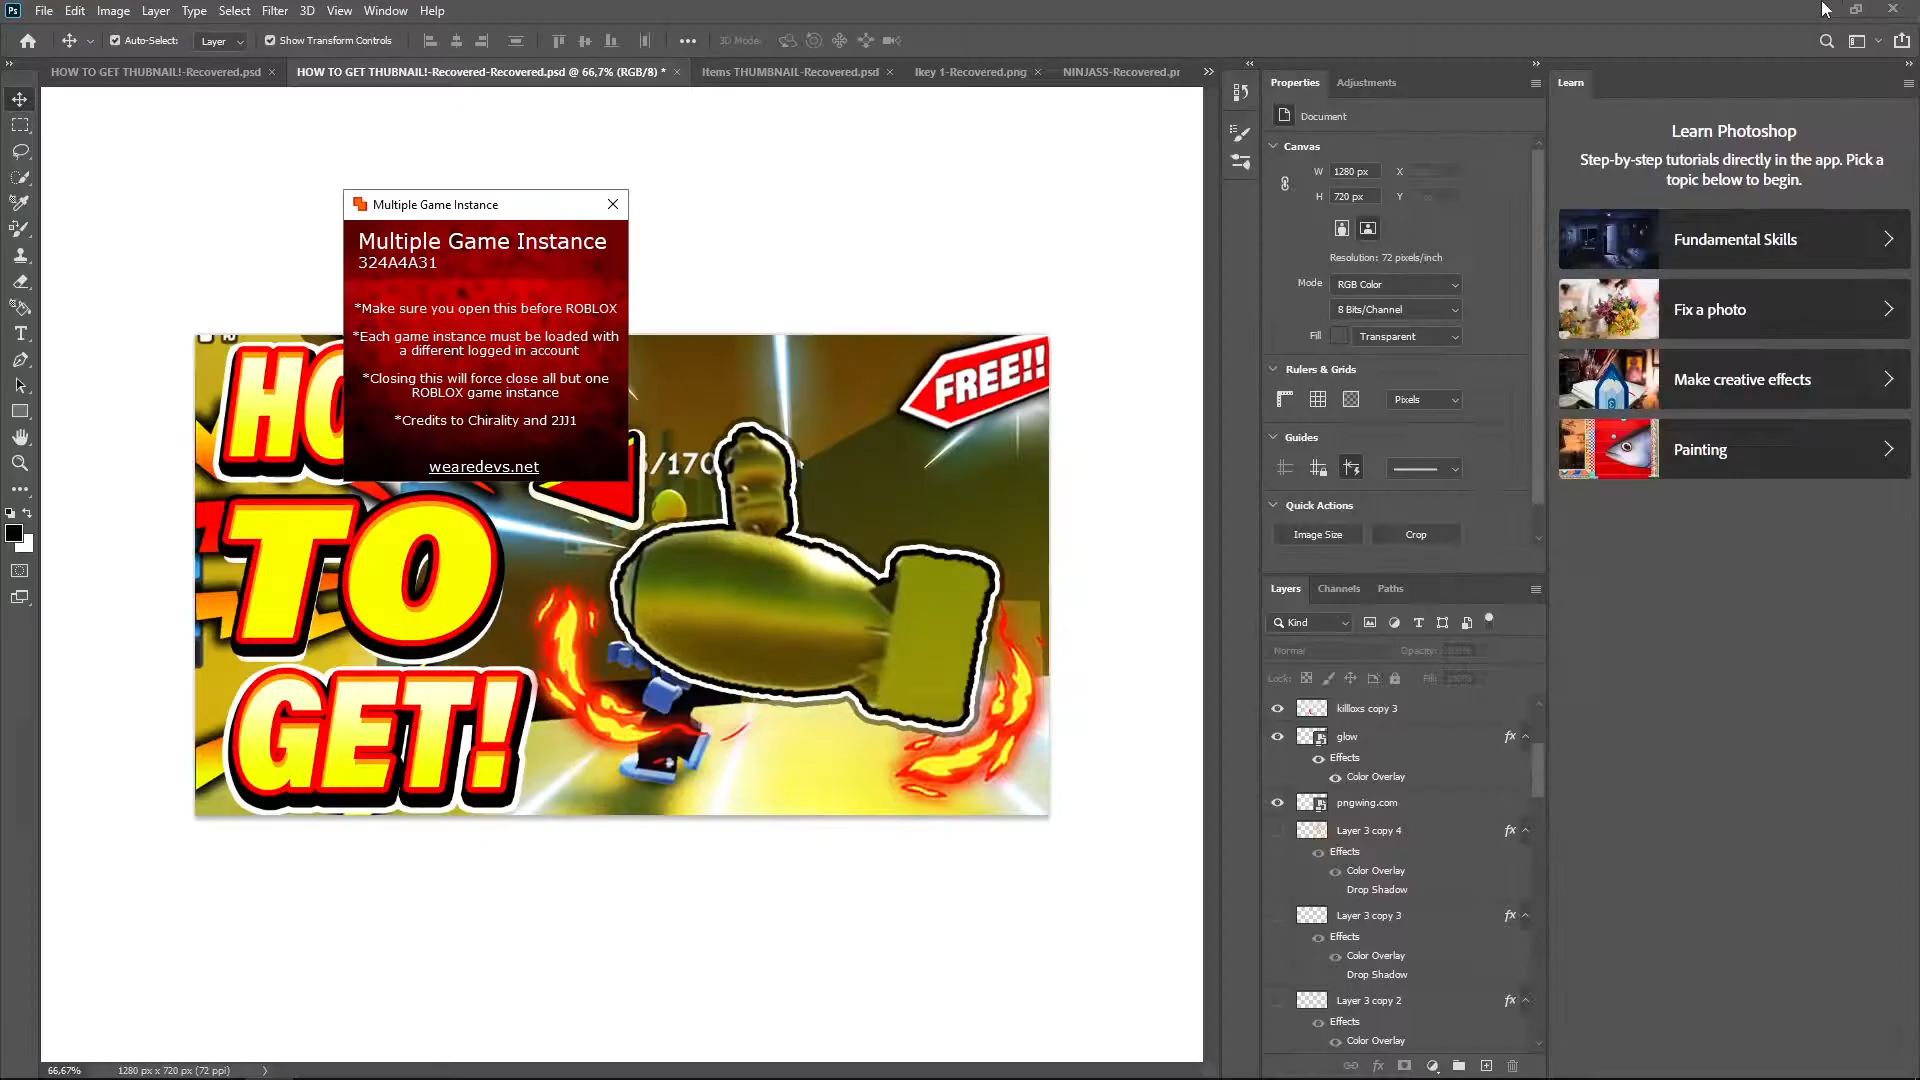 Ps File Edit Image Layer Type Select Filter 3D View Window Help
Auto-Select: Layer Show Transform Controls 3D Mode:
HOW TO GET THUBNAIL!-Recovered.psd
HOW TO GET THUBNAIL!-Recovered-Recovered.psd @ 66,7% (RGB/8) *
Items THUMBNAIL-Recovered.psd
Ikey 1-Recovered.png
NINJASS-Recovered.pr
Multiple Game Instance
Multiple Game Instance
324A4A31
*Make sure you open this before ROBLOX
*Each game instance must be loaded with
a different logged in account
*Closing this will force close all but one
ROBLOX game instance
*Credits to Chirality and 2JJ1
wearedevs.net
HO
TO
GET!
FREE!!
/170
66,67% 1280 px x 720 px (72 ppi)
Properties Adjustments
Document
Canvas
W 1280 px X
H 720 px Y
Resolution: 72 pixels/inch
Mode RGB Color
8 Bits/Channel
Fill Transparent
Rulers & Grids
Pixels
Guides
Quick Actions
Image Size Crop
Layers Channels Paths
Kind
Normal Opacity:
Lock: Fill:
killloxs copy 3
glow fx
Effects
Color Overlay
pngwing.com
Layer 3 copy 4 fx
Effects
Color Overlay
Drop Shadow
Layer 3 copy 3 fx
Effects
Color Overlay
Drop Shadow
Layer 3 copy 2 fx
Effects
Color Overlay
fx
Learn
Learn Photoshop
Step-by-step tutorials directly in the app. Pick a
topic below to begin.
Fundamental Skills
Fix a photo
Make creative effects
Painting